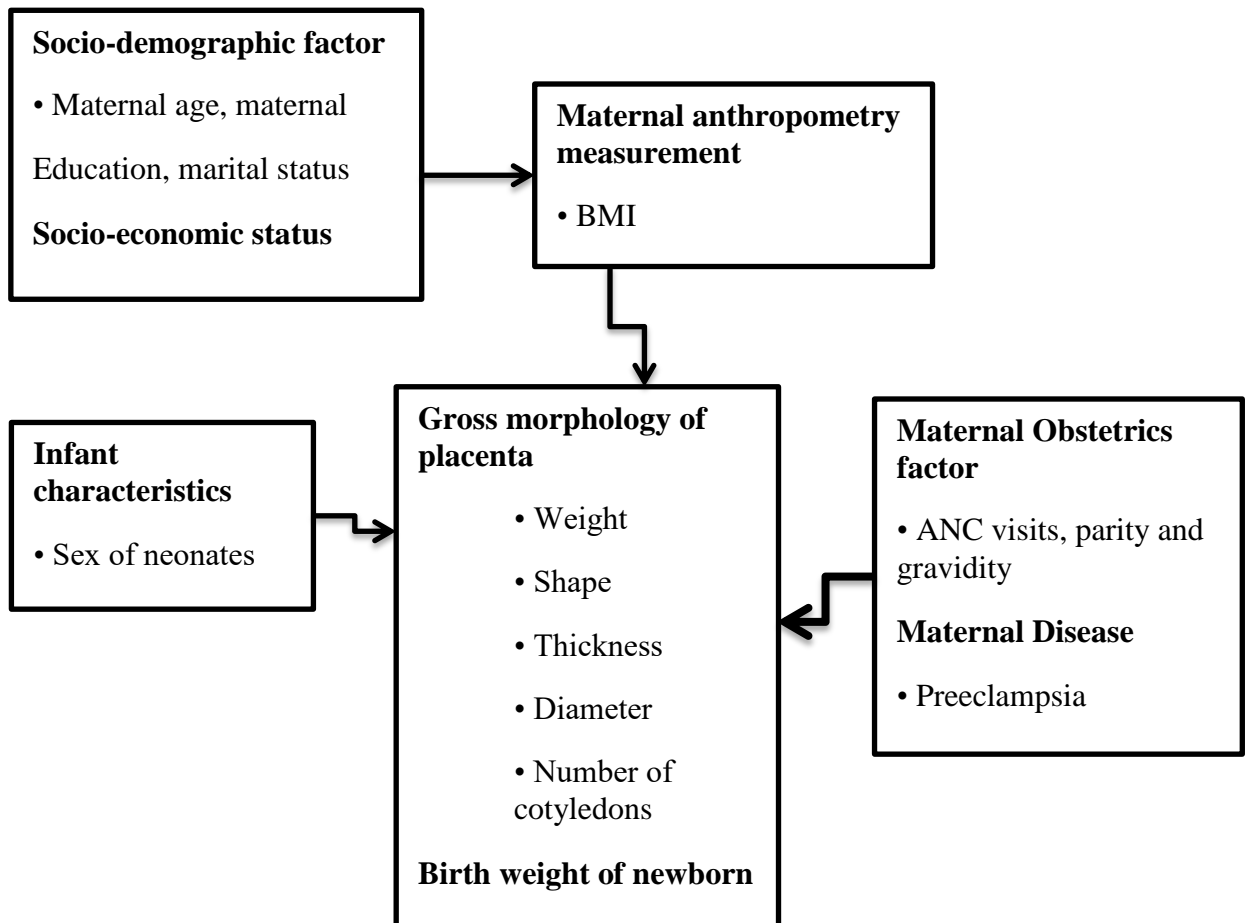 Socio-demographic factor
• Maternal age, maternal
Education, marital status
Socio-economic status
Maternal anthropometry
measurement
• BMI
Infant
characteristics
• Sex of neonates
Gross morphology of
placenta
• Weight
• Shape
• Thickness
• Diameter
• Number of
cotyledons
Birth weight of newborn
Maternal Obstetrics
factor
• ANC visits, parity and
gravidity
Maternal Disease
• Preeclampsia